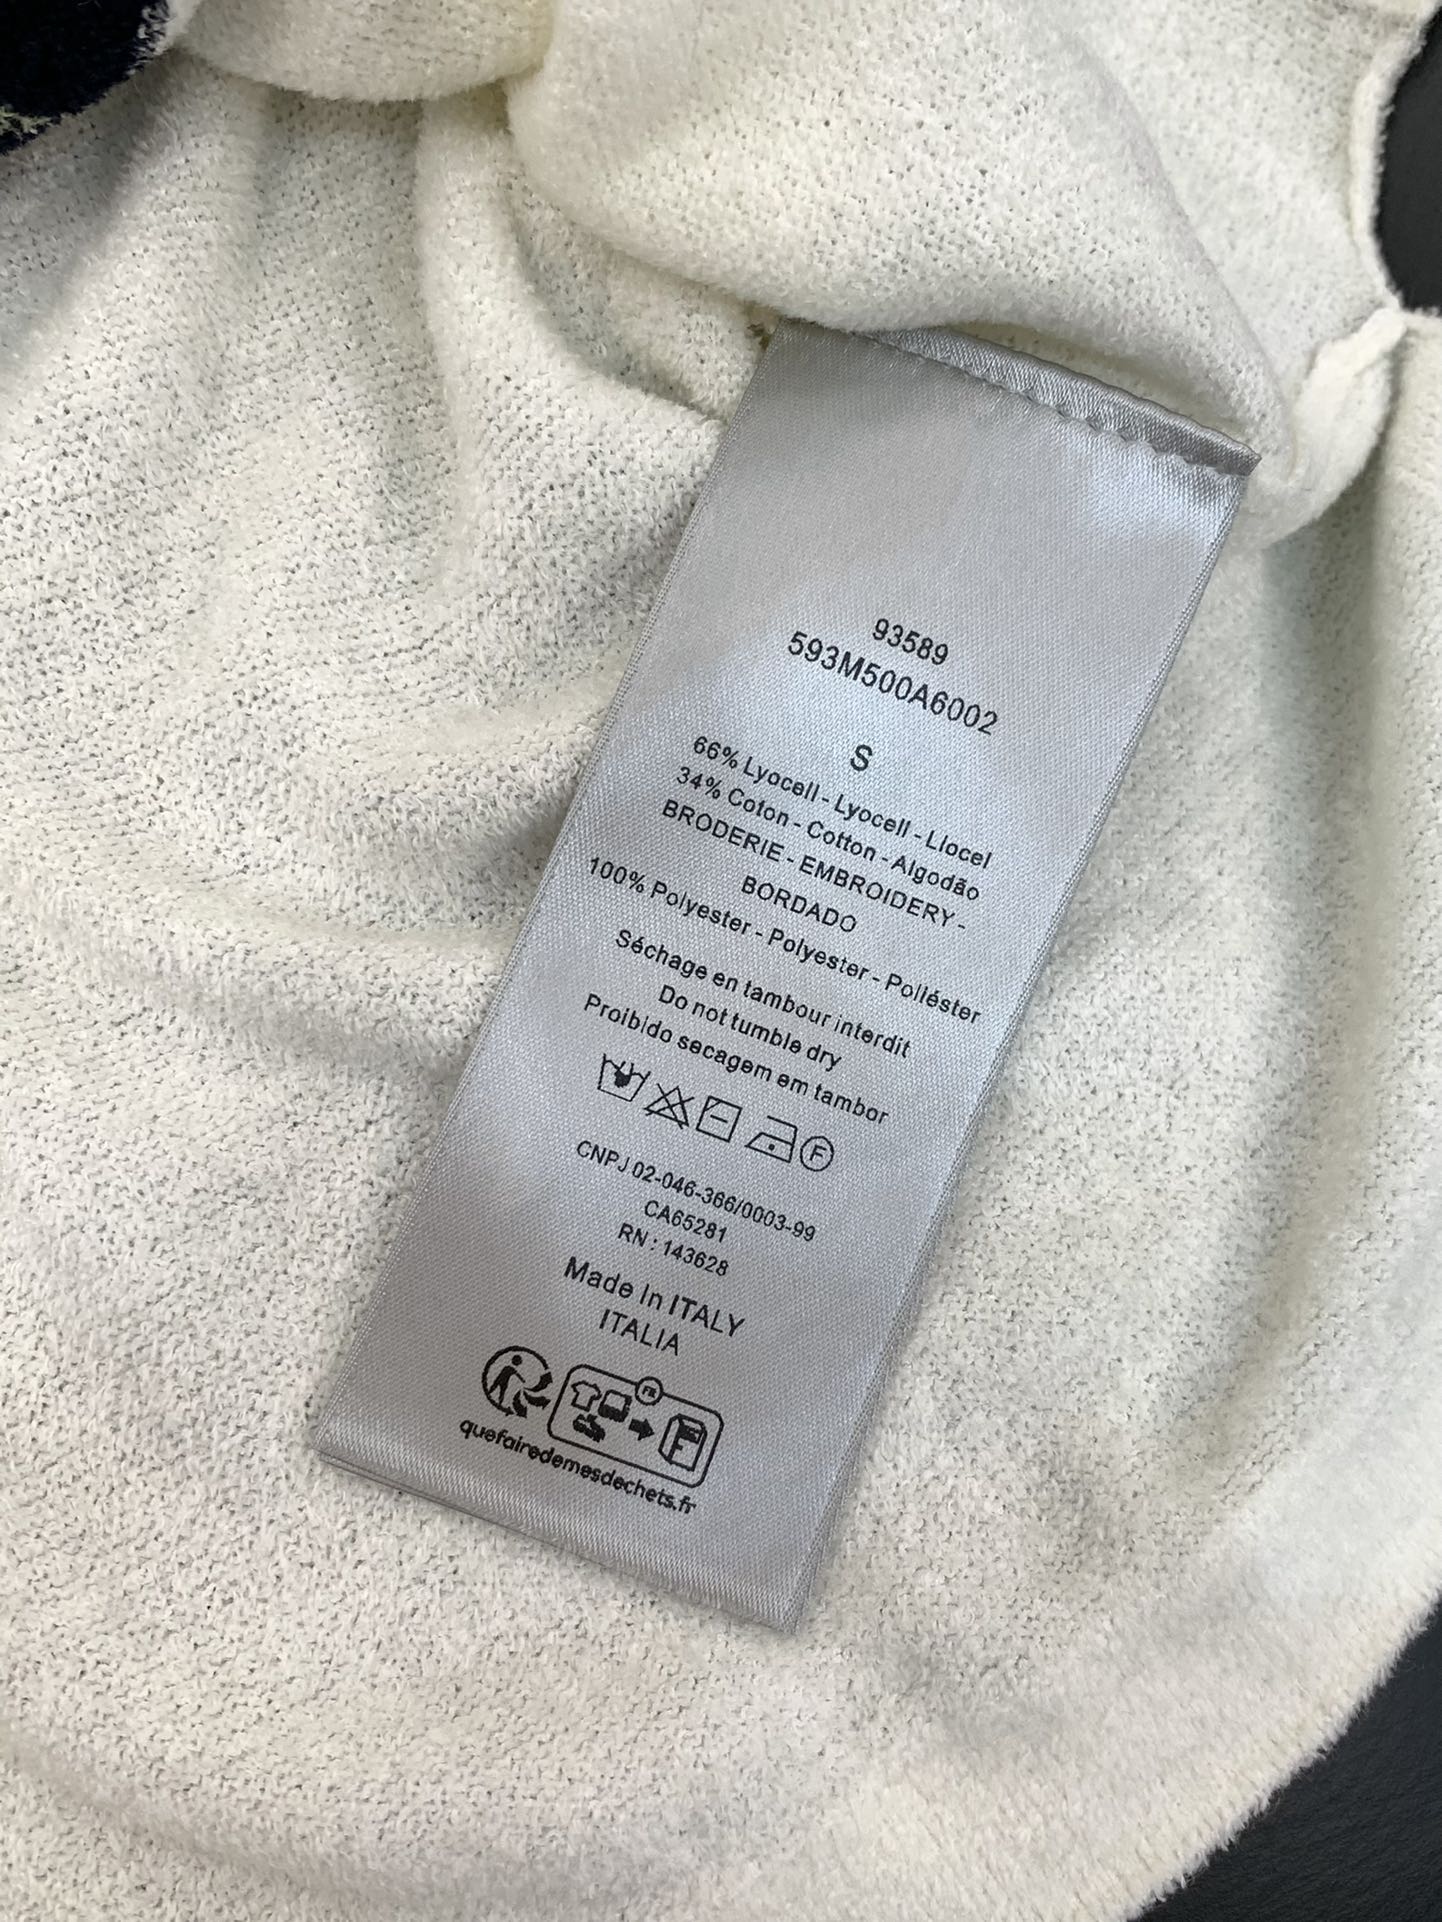 93589
593M500A6002
S
66% Lyocell - Lyocell - Llocel
34% Coton - Cotton - Algodão
BRODERIE - EMBROIDERY -
BORDADO
100% Polyester - Polyester - Poliéster
Séchage en tambour interdit
Do not tumble dry
Proibido secagem em tambor
F
CNPJ 02-046-366/0003-99
CA65281
RN : 143628
Made in ITALY
ITALIA
FR
quefairedemesdechets.fr